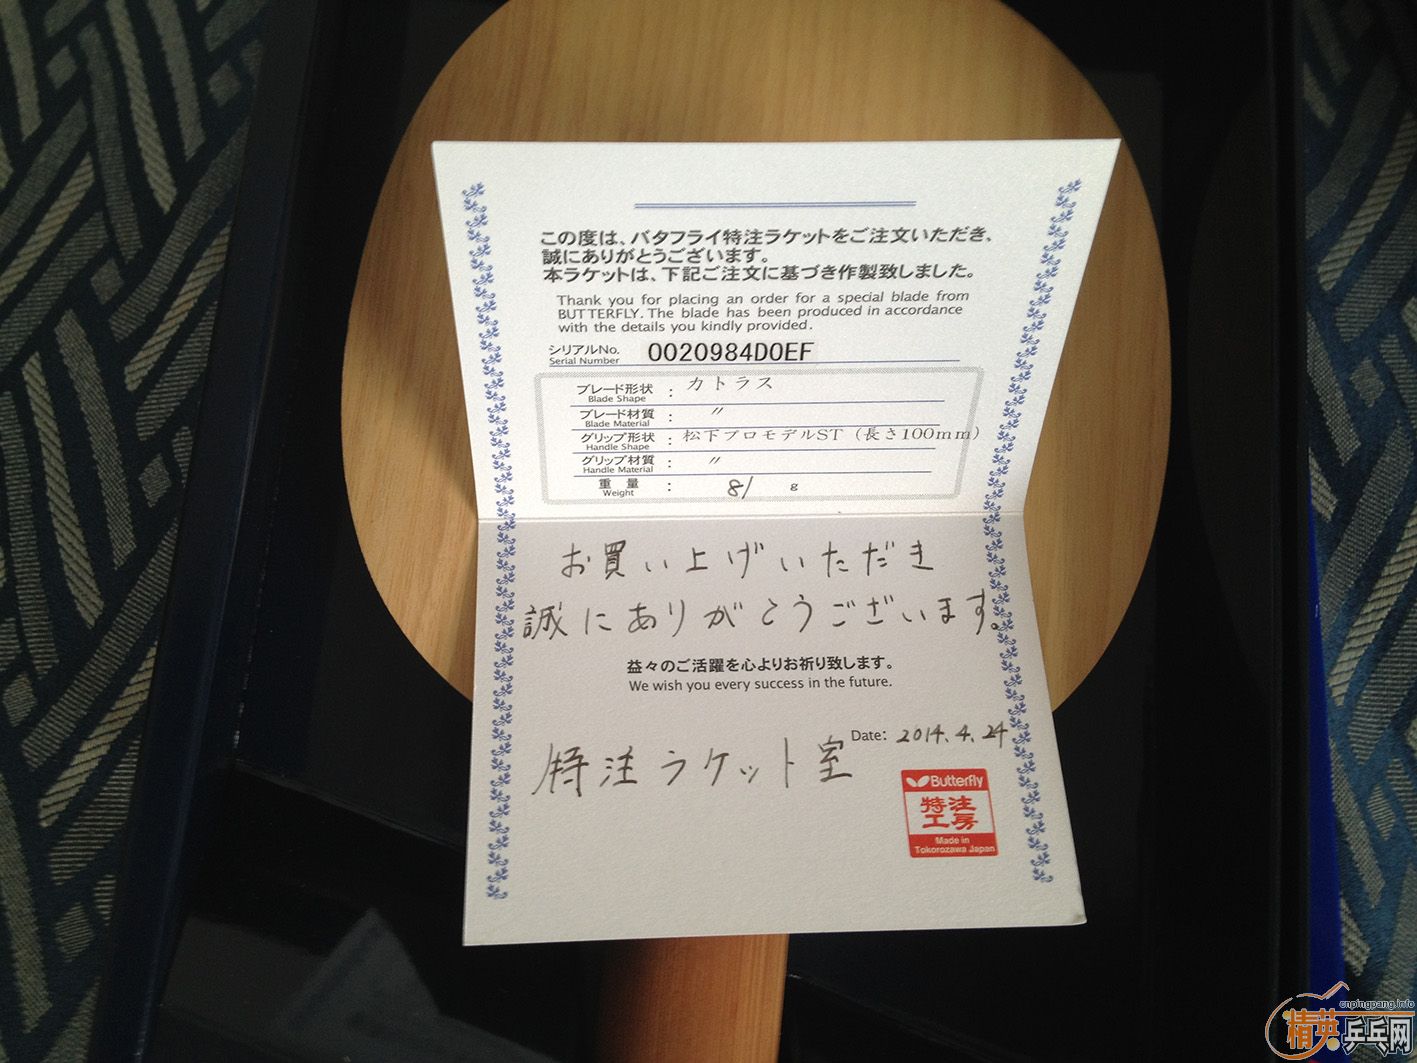 この度は、バタフライ特注ラケットをご注文いただき、
誠にありがとうございます。
本ラケットは、下記ご注文に基づき作製致しました。
Thank you for placing an order for a special blade from
BUTTERFLY. The blade has been produced in accordance
with the details you kindly provided.
シリアルNo. 0020984D0EF
Serial Number
ブレード形状 : カトラス
Blade Shape
ブレード材質 : 〃
Blade Material
グリップ形状 : 松下プロモデルST（長さ100mm）
Handle Shape
グリップ材質 : 〃
Handle Material
重量 : 81 g
Weight
お買い上げいただき
誠にありがとうございます。
益々のご活躍を心よりお祈り致します。
We wish you every success in the future.
Date: 2014.4.24
特注ラケット室
Butterfly
特注
工房
Made in
Tokorozawa Japan
cnpingpang.info
精英乒乓网